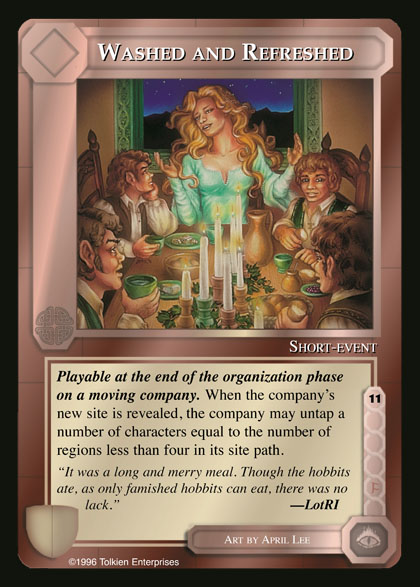 WASHED AND REFRESHED
SHORT-EVENT
Playable at the end of the organization phase
on a moving company. When the company's
new site is revealed, the company may untap a
number of characters equal to the number of
regions less than four in its site path.
11
"It was a long and merry meal. Though the hobbits
ate, as only famished hobbits can eat, there was no
lack." —LotRI
ART BY APRIL LEE
©1996 Tolkien Enterprises